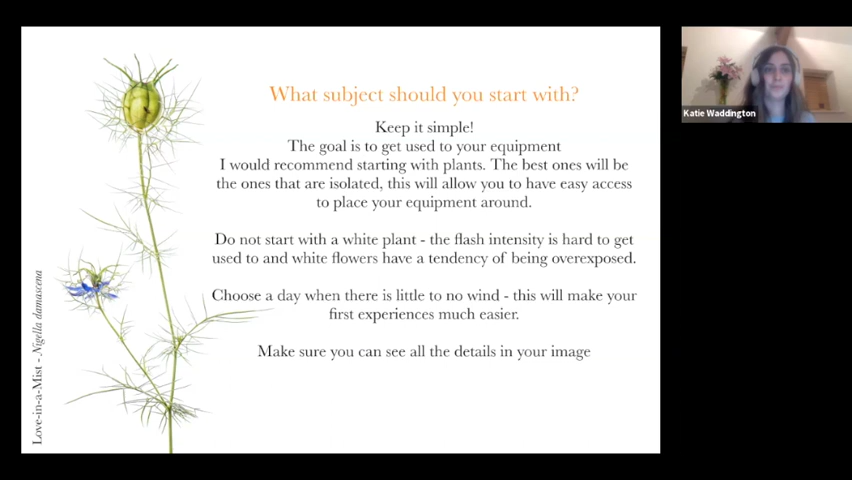 What subject should you start with?
Keep it simple!
The goal is to get used to your equipment
I would recommend starting with plants. The best ones will be
the ones that are isolated, this will allow you to have easy access
to place your equipment around.
Do not start with a white plant - the flash intensity is hard to get
used to and white flowers have a tendency of being overexposed.
Choose a day when there is little to no wind - this will make your
first experiences much easier.
Make sure you can see all the details in your image
Love-in-a-Mist - Nigella damascena
Katie Waddington